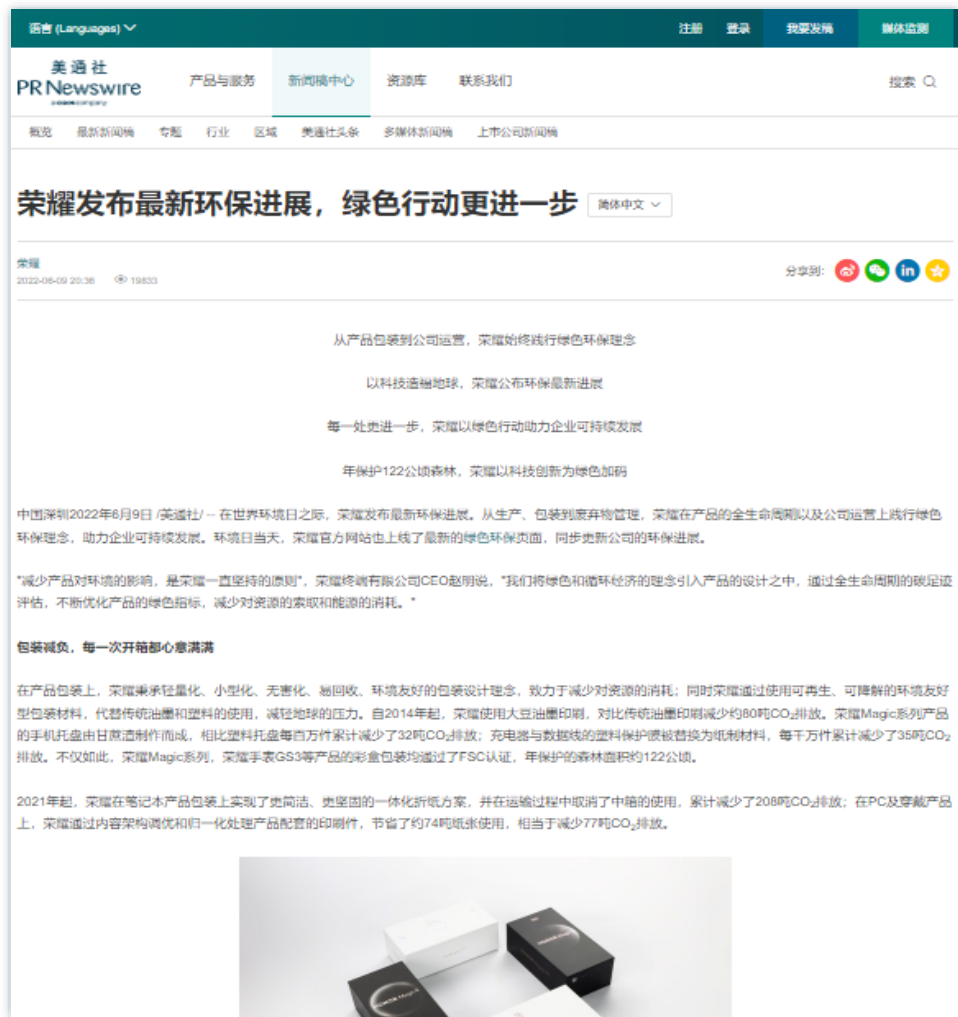 语言 (Languages)
注册 登录 我要发稿 媒体监测
美通社
PR Newswire
a cision company
产品与服务 新闻稿中心 资源库 联系我们
搜索
概览 最新新闻稿 专题 行业 区域 美通社头条 多媒体新闻稿 上市公司新闻稿
荣耀发布最新环保进展，绿色行动更进一步 简体中文
荣耀
2022-06-09 20:36 19833
分享到:
从产品包装到公司运营，荣耀始终践行绿色环保理念
以科技造福地球，荣耀公布环保最新进展
每一处更进一步，荣耀以绿色行动助力企业可持续发展
年保护122公顷森林，荣耀以科技创新为绿色加码
中国深圳2022年6月9日 /美通社/ -- 在世界环境日之际，荣耀发布最新环保进展。从生产、包装到废弃物管理，荣耀在产品的全生命周期以及公司运营上践行绿色
环保理念，助力企业可持续发展。环境日当天，荣耀官方网站也上线了最新的绿色环保页面，同步更新公司的环保进展。
"减少产品对环境的影响，是荣耀一直坚持的原则"，荣耀终端有限公司CEO赵明说，"我们将绿色和循环经济的理念引入产品的设计之中，通过全生命周期的碳足迹
评估，不断优化产品的绿色指标，减少对资源的索取和能源的消耗。"
包装减负，每一次开箱都心意满满
在产品包装上，荣耀秉承轻量化、小型化、无害化、易回收、环境友好的包装设计理念，致力于减少对资源的消耗；同时荣耀通过使用可再生、可降解的环境友好
型包装材料，代替传统油墨和塑料的使用，减轻地球的压力。自2014年起，荣耀使用大豆油墨印刷，对比传统油墨印刷减少约80吨CO₂排放。荣耀Magic系列产品
的手机托盘由甘蔗渣制作而成，相比塑料托盘每百万件累计减少了32吨CO₂排放；充电器与数据线的塑料保护膜被替换为纸制材料，每千万件累计减少了35吨CO₂
排放。不仅如此，荣耀Magic系列，荣耀手表GS3等产品的彩盒包装均通过了FSC认证，年保护的森林面积约122公顷。
2021年起，荣耀在笔记本产品包装上实现了更简洁、更坚固的一体化折纸方案，并在运输过程中取消了中箱的使用，累计减少了208吨CO₂排放；在PC及穿戴产品
上，荣耀通过内容架构调优和归一化处理产品配套的印刷件，节省了约74吨纸张使用，相当于减少77吨CO₂排放。